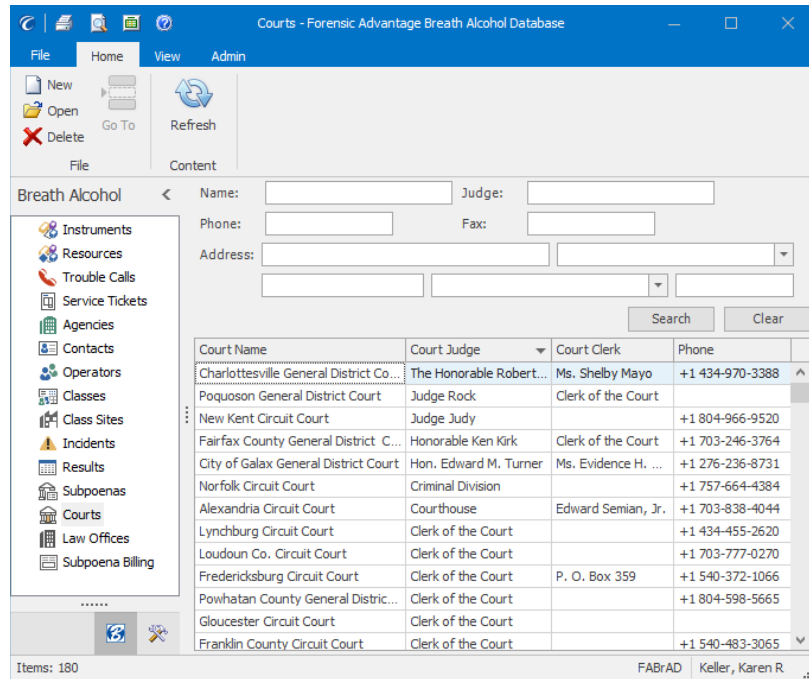 Courts - Forensic Advantage Breath Alcohol Database
File Home View Admin
New
Open
Delete
Go To
Refresh
File Content
Breath Alcohol
Instruments
Resources
Trouble Calls
Service Tickets
Agencies
Contacts
Operators
Classes
Class Sites
Incidents
Results
Subpoenas
Courts
Law Offices
Subpoena Billing
Name: Judge:
Phone: Fax:
Address:
Search Clear
Court Name Court Judge Court Clerk Phone
Charlottesville General District Co... The Honorable Robert... Ms. Shelby Mayo +1 434-970-3388
Poquoson General District Court Judge Rock Clerk of the Court
New Kent Circuit Court Judge Judy +1 804-966-9520
Fairfax County General District C... Honorable Ken Kirk Clerk of the Court +1 703-246-3764
City of Galax General District Court Hon. Edward M. Turner Ms. Evidence H. ... +1 276-236-8731
Norfolk Circuit Court Criminal Division +1 757-664-4384
Alexandria Circuit Court Courthouse Edward Semian, Jr. +1 703-838-4044
Lynchburg Circuit Court Clerk of the Court +1 434-455-2620
Loudoun Co. Circuit Court Clerk of the Court +1 703-777-0270
Fredericksburg Circuit Court Clerk of the Court P. O. Box 359 +1 540-372-1066
Powhatan County General Distric... Clerk of the Court +1 804-598-5665
Gloucester Circuit Court Clerk of the Court
Franklin County Circuit Court Clerk of the Court +1 540-483-3065
Items: 180 FABrAD Keller, Karen R